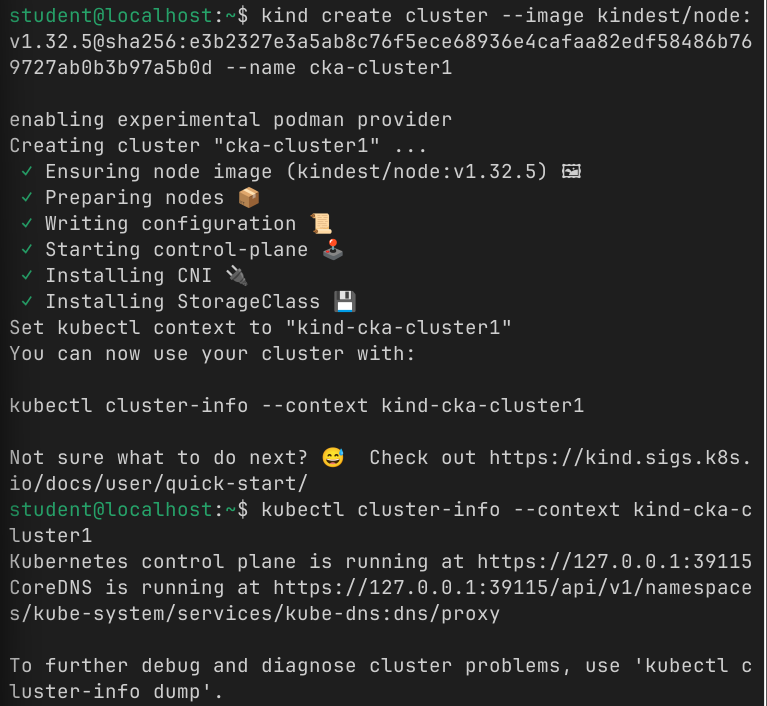 student@localhost:~$ kind create cluster --image kindest/node:
v1.32.5@sha256:e3b2327e3a5ab8c76f5ece68936e4cafaa82edf58486b76
9727ab0b3b97a5b0d --name cka-cluster1
enabling experimental podman provider
Creating cluster "cka-cluster1" ...
✓ Ensuring node image (kindest/node:v1.32.5) 🖼
✓ Preparing nodes 📦
✓ Writing configuration 📜
✓ Starting control-plane 🕹️
✓ Installing CNI 🔌
✓ Installing StorageClass 💾
Set kubectl context to "kind-cka-cluster1"
You can now use your cluster with:
kubectl cluster-info --context kind-cka-cluster1
Not sure what to do next? 😅  Check out https://kind.sigs.k8s.
io/docs/user/quick-start/
student@localhost:~$ kubectl cluster-info --context kind-cka-c
luster1
Kubernetes control plane is running at https://127.0.0.1:39115
CoreDNS is running at https://127.0.0.1:39115/api/v1/namespace
s/kube-system/services/kube-dns:dns/proxy
To further debug and diagnose cluster problems, use 'kubectl c
luster-info dump'.